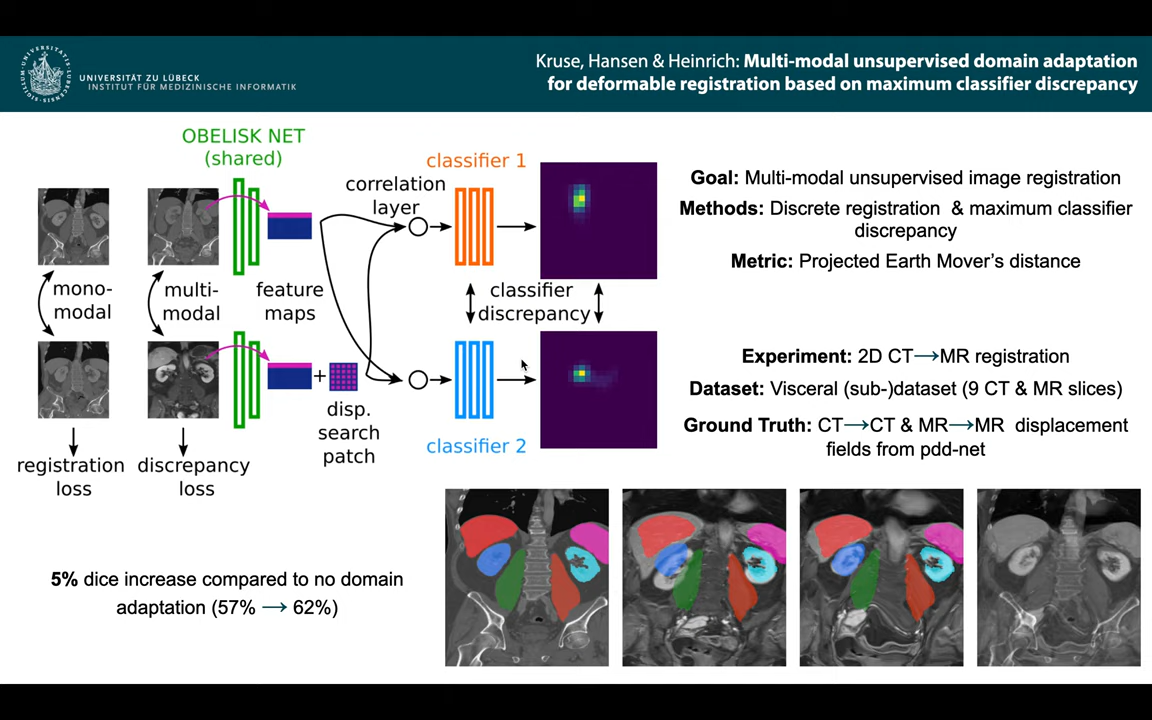 UNIVERSITÄT ZU LÜBECK
INSTITUT FÜR MEDIZINISCHE INFORMATIK
Kruse, Hansen & Heinrich: Multi-modal unsupervised domain adaptation
for deformable registration based on maximum classifier discrepancy
OBELISK NET
(shared)
correlation
layer
classifier 1
mono-
modal
multi-
modal
feature
maps
classifier
discrepancy
+
disp.
search
patch
classifier 2
registration
loss
discrepancy
loss
Goal: Multi-modal unsupervised image registration
Methods: Discrete registration & maximum classifier
discrepancy
Metric: Projected Earth Mover's distance
Experiment: 2D CT→MR registration
Dataset: Visceral (sub-)dataset (9 CT & MR slices)
Ground Truth: CT→CT & MR→MR displacement
fields from pdd-net
5% dice increase compared to no domain
adaptation (57% → 62%)